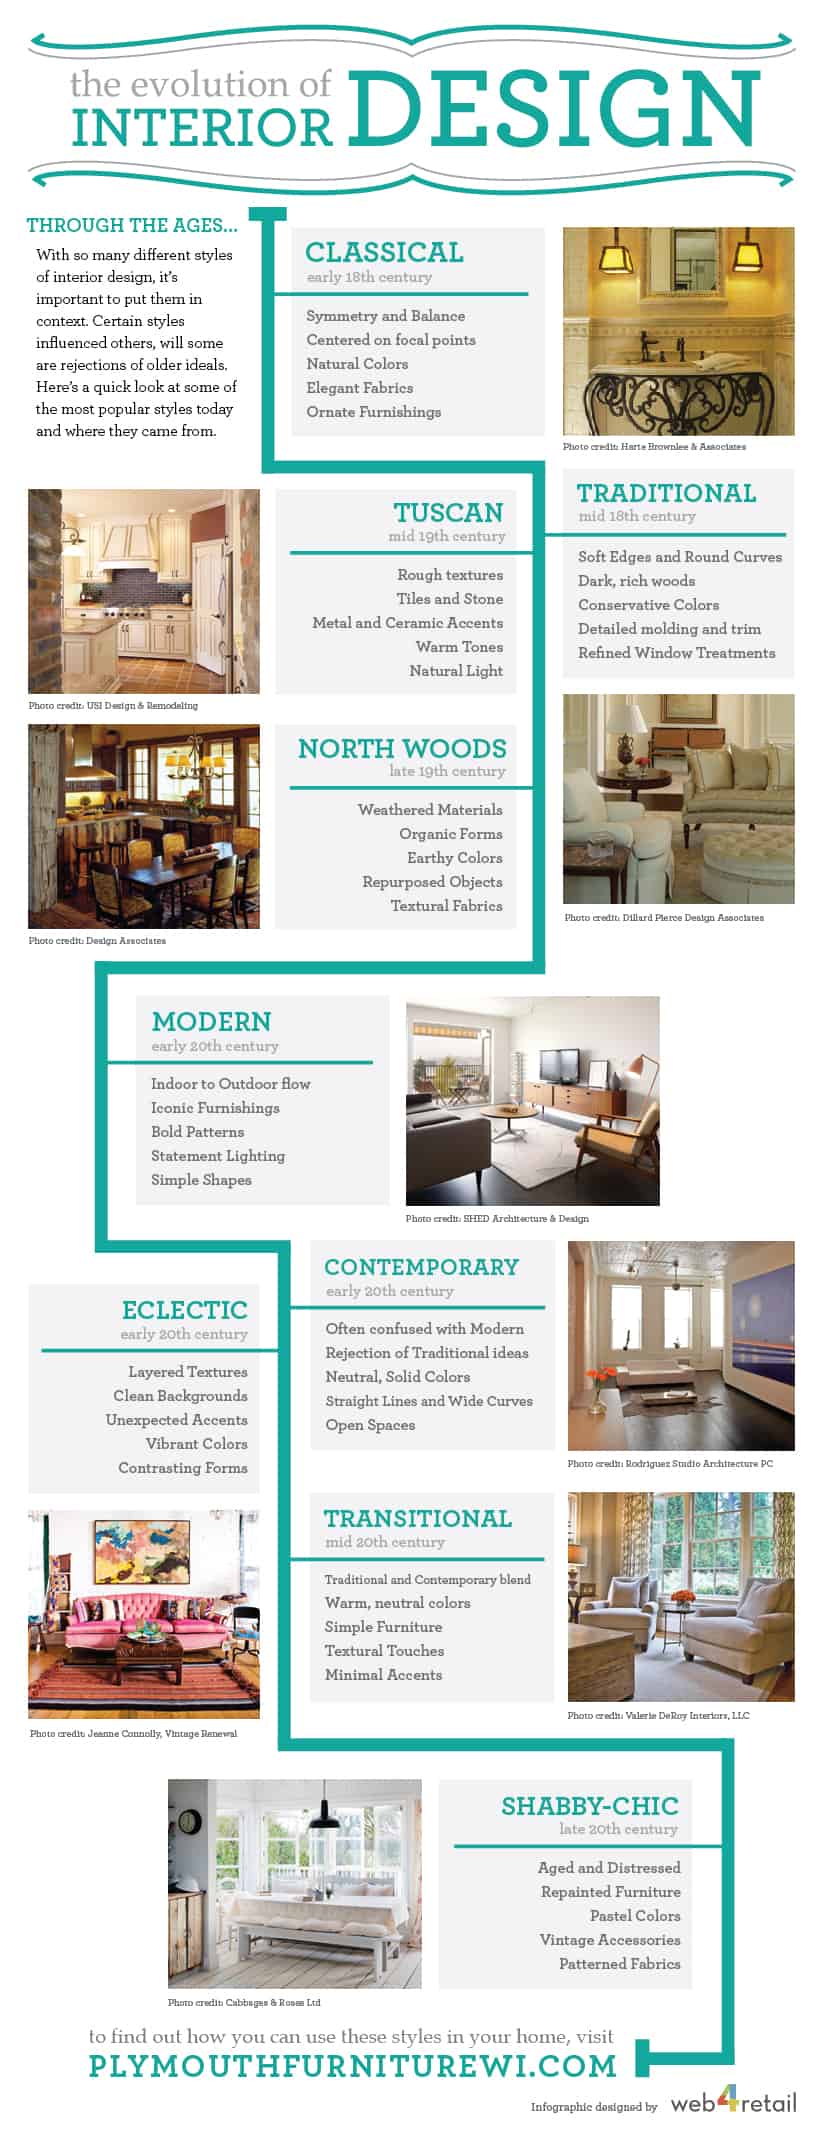 the evolution of
INTERIOR DESIGN
THROUGH THE AGES...
With so many different styles
of interior design, it's
important to put them in
context. Certain styles
influenced others, will some
are rejections of older ideals.
Here's a quick look at some of
the most popular styles today
and where they came from.
CLASSICAL
early 18th century
Symmetry and Balance
Centered on focal points
Natural Colors
Elegant Fabrics
Ornate Furnishings
Photo credit: Harte Brownlee & Associates
TRADITIONAL
mid 18th century
Soft Edges and Round Curves
Dark, rich woods
Conservative Colors
Detailed molding and trim
Refined Window Treatments
Photo credit: Dillard Pierce Design Associates
TUSCAN
mid 19th century
Rough textures
Tiles and Stone
Metal and Ceramic Accents
Warm Tones
Natural Light
Photo credit: USI Design & Remodeling
NORTH WOODS
late 19th century
Weathered Materials
Organic Forms
Earthy Colors
Repurposed Objects
Textural Fabrics
Photo credit: Design Associates
MODERN
early 20th century
Indoor to Outdoor flow
Iconic Furnishings
Bold Patterns
Statement Lighting
Simple Shapes
Photo credit: SHED Architecture & Design
CONTEMPORARY
early 20th century
Often confused with Modern
Rejection of Traditional ideas
Neutral, Solid Colors
Straight Lines and Wide Curves
Open Spaces
Photo credit: Rodriguez Studio Architecture PC
ECLECTIC
early 20th century
Layered Textures
Clean Backgrounds
Unexpected Accents
Vibrant Colors
Contrasting Forms
Photo credit: Jeanne Connolly, Vintage Renewal
TRANSITIONAL
mid 20th century
Traditional and Contemporary blend
Warm, neutral colors
Simple Furniture
Textural Touches
Minimal Accents
Photo credit: Valerie DeRoy Interiors, LLC
SHABBY-CHIC
late 20th century
Aged and Distressed
Repainted Furniture
Pastel Colors
Vintage Accessories
Patterned Fabrics
Photo credit: Cabbages & Roses Ltd
to find out how you can use these styles in your home, visit
PLYMOUTHFURNITUREWI.COM
Infographic designed by web4retail